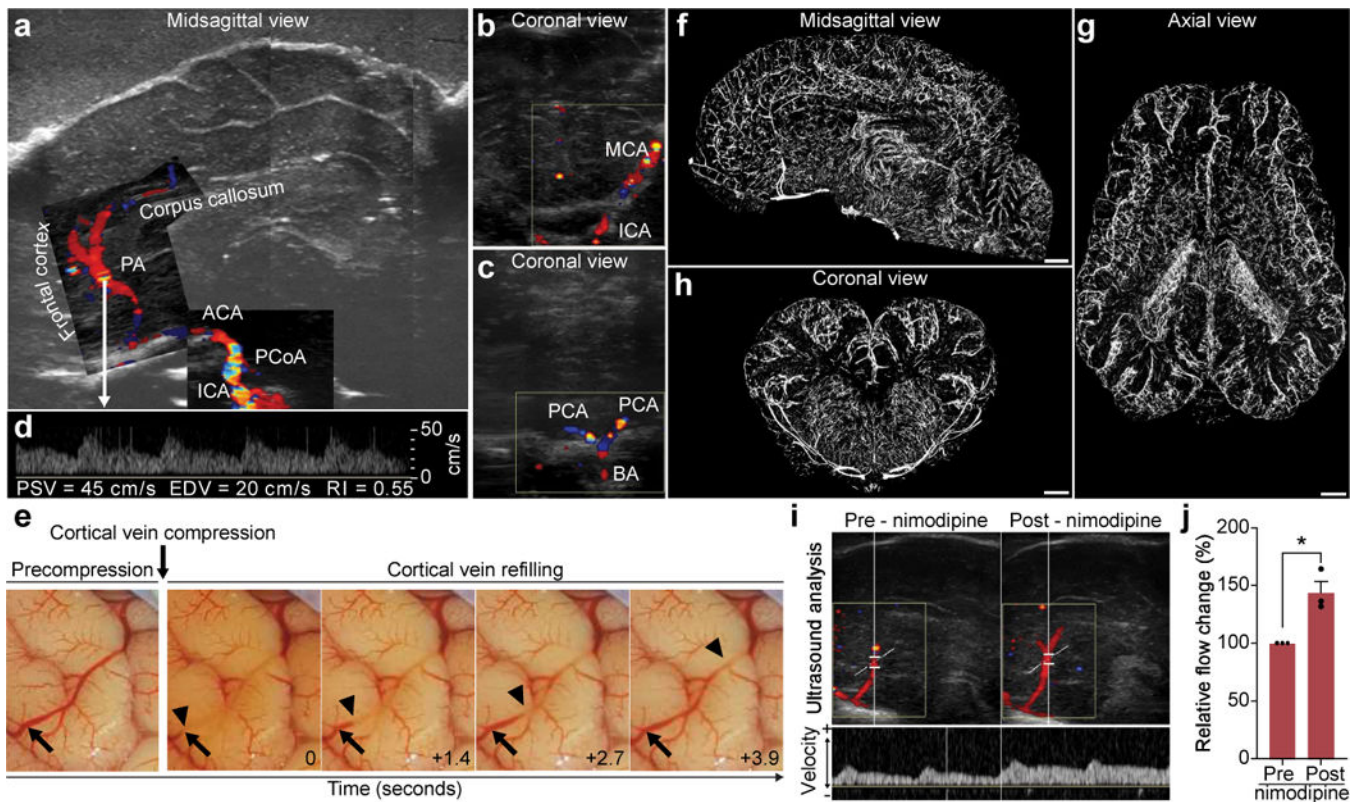 a
Midsagittal view
Frontal cortex
Corpus callosum
PA
ACA
PCoA
ICA
b
Coronal view
MCA
ICA
c
Coronal view
PCA
PCA
BA
d
50
0
cm/s
PSV = 45 cm/s EDV = 20 cm/s RI = 0.55
e
Cortical vein compression
Precompression
Cortical vein refilling
0
+1.4
+2.7
+3.9
Time (seconds)
f
Midsagittal view
g
Axial view
h
Coronal view
i
Pre - nimodipine
Post - nimodipine
Ultrasound analysis
Velocity
+
-
j
Relative flow change (%)
200
150
100
50
0
*
Pre
Post
nimodipine